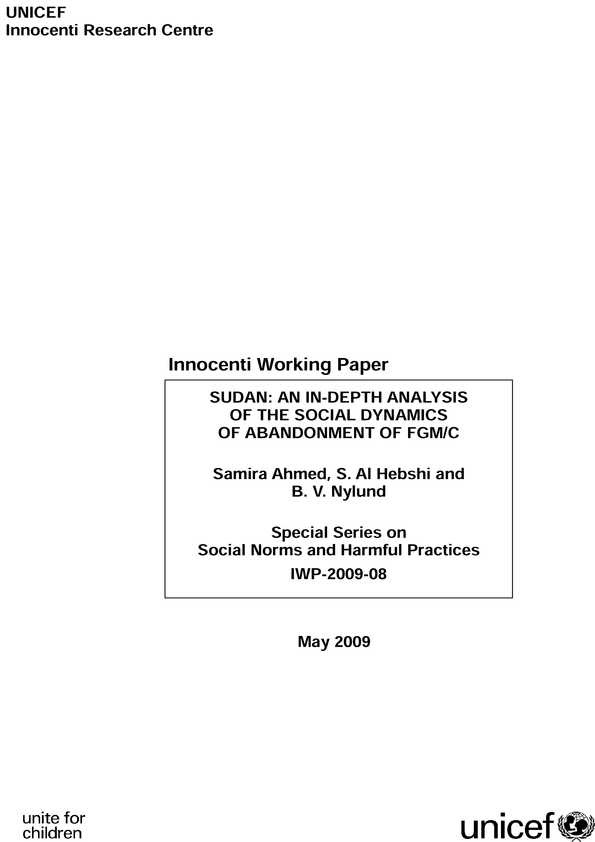 UNICEF
Innocenti Research Centre
Innocenti Working Paper
SUDAN: AN IN-DEPTH ANALYSIS
OF THE SOCIAL DYNAMICS
OF ABANDONMENT OF FGM/C
Samira Ahmed, S. Al Hebshi and
B. V. Nylund
Special Series on
Social Norms and Harmful Practices
IWP-2009-08
May 2009
unite for
children
unicef